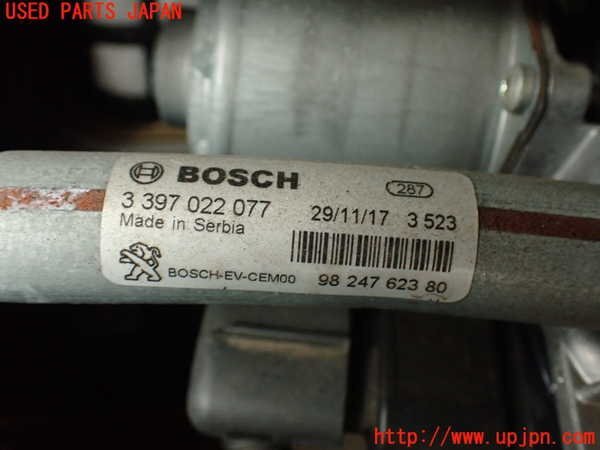 USED PARTS JAPAN
BOSCH
287
3 397 022 077 29/11/17 3 523
Made in Serbia
BOSCH-EV-CEM00 98 247 623 80
http://www.upjpn.com/